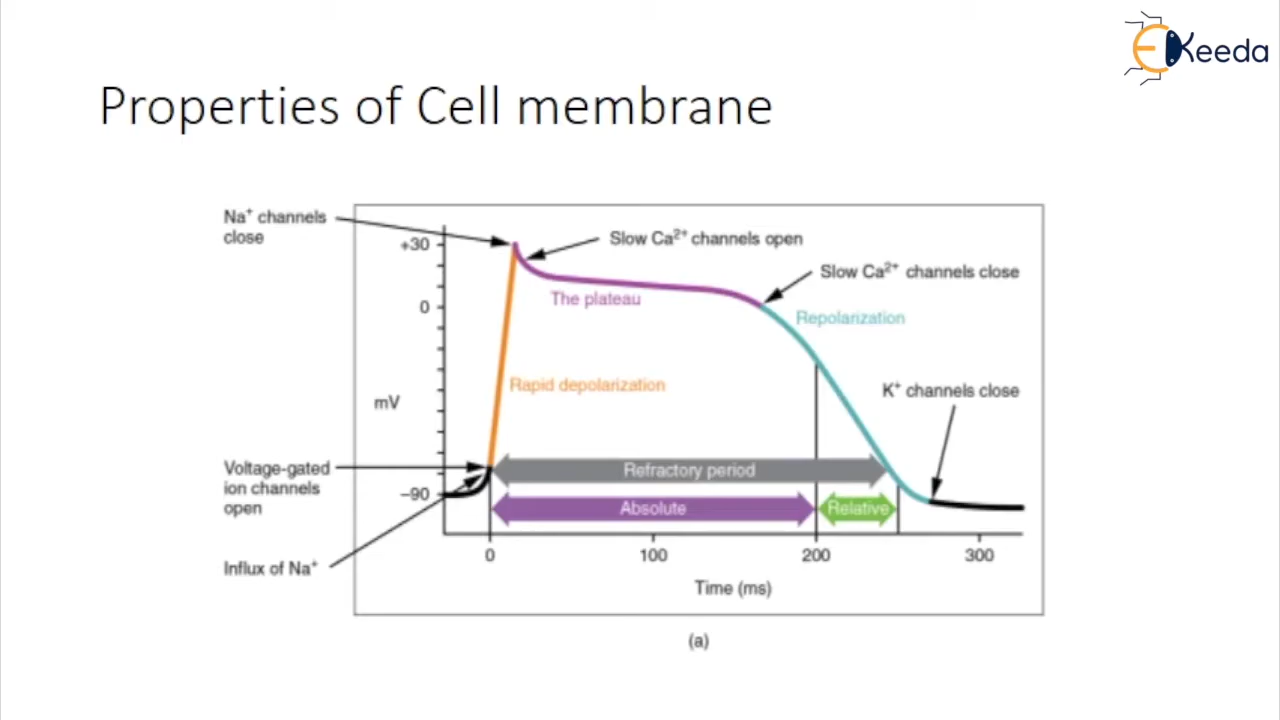 EKeeda
Properties of Cell membrane
Na⁺ channels
close
+30
Slow Ca²⁺ channels open
Slow Ca²⁺ channels close
0
The plateau
Repolarization
Rapid depolarization
K⁺ channels close
mV
Voltage-gated
ion channels
open
Refractory period
–90
Absolute
Relative
Influx of Na⁺
0
100
200
300
Time (ms)
(a)